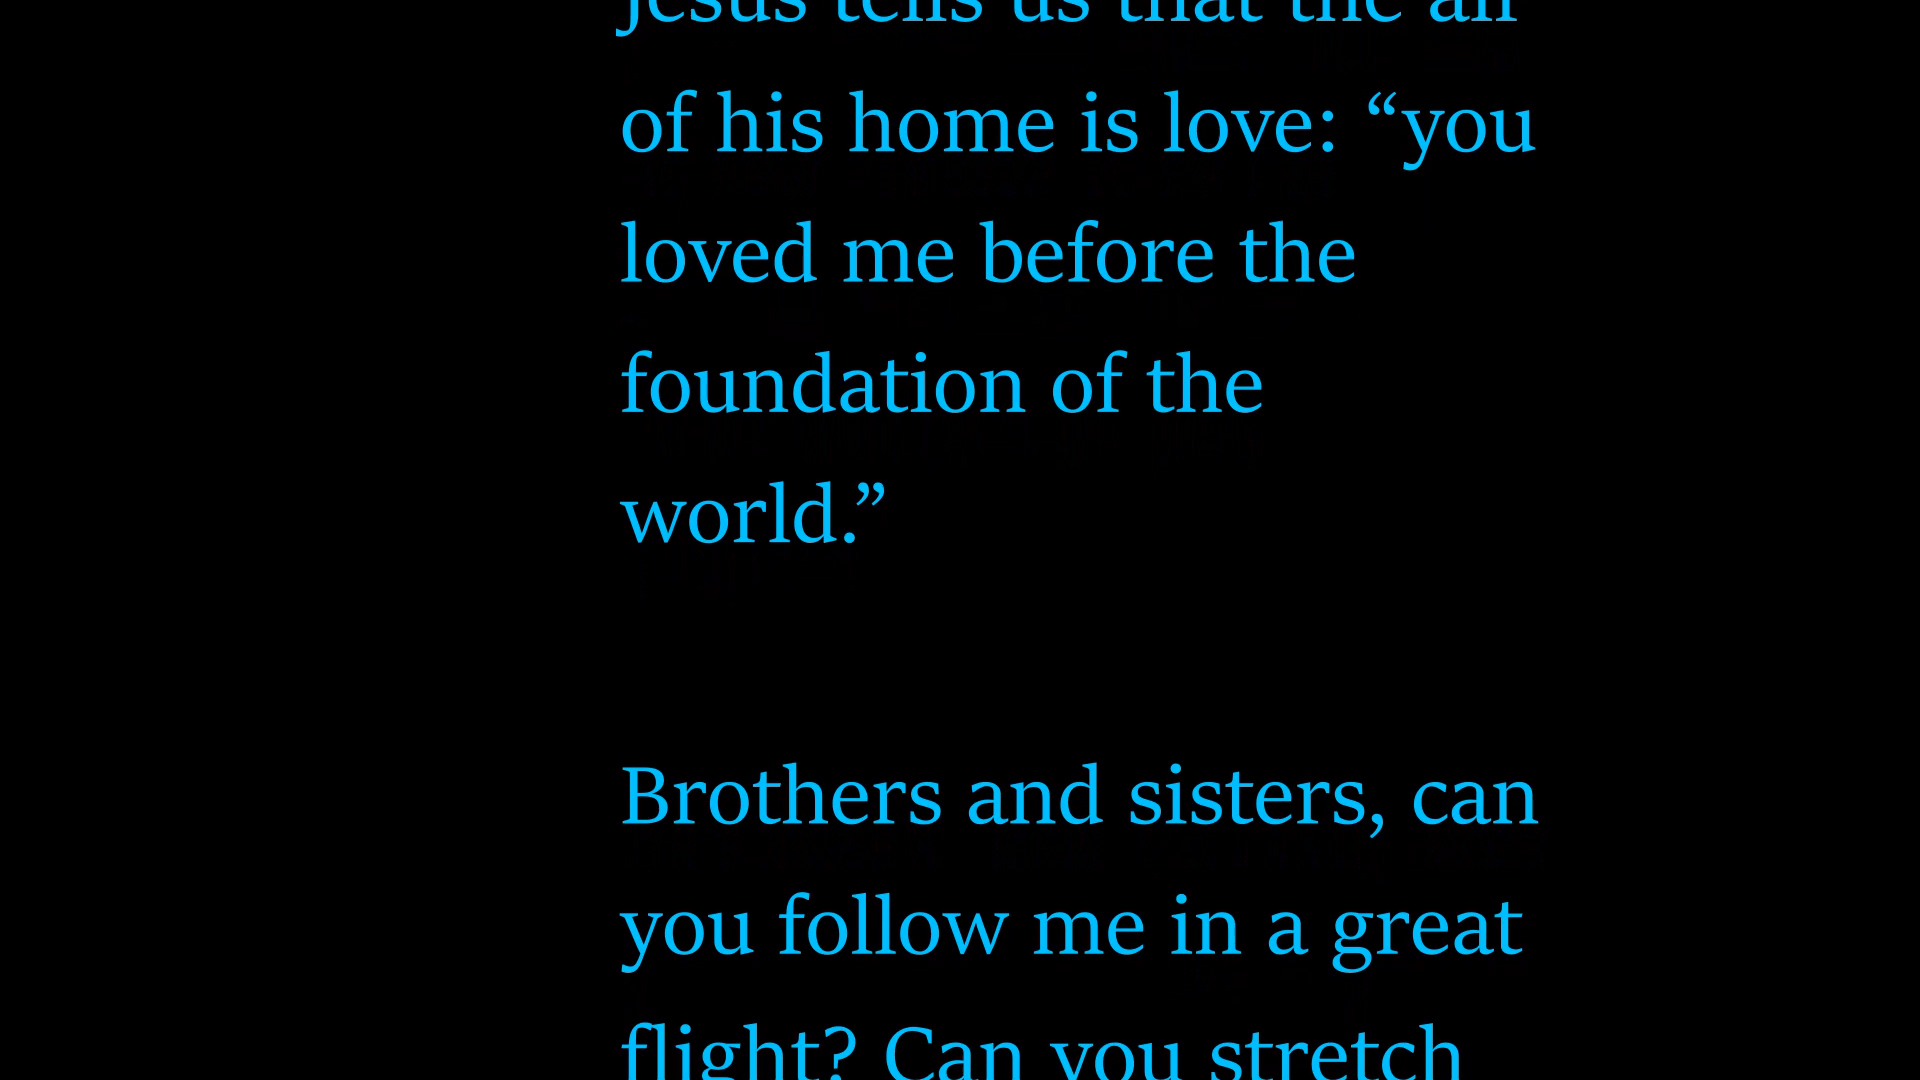 Jesus tells us that the air
of his home is love: “you
loved me before the
foundation of the
world.”
Brothers and sisters, can
you follow me in a great
flight? Can you stretch